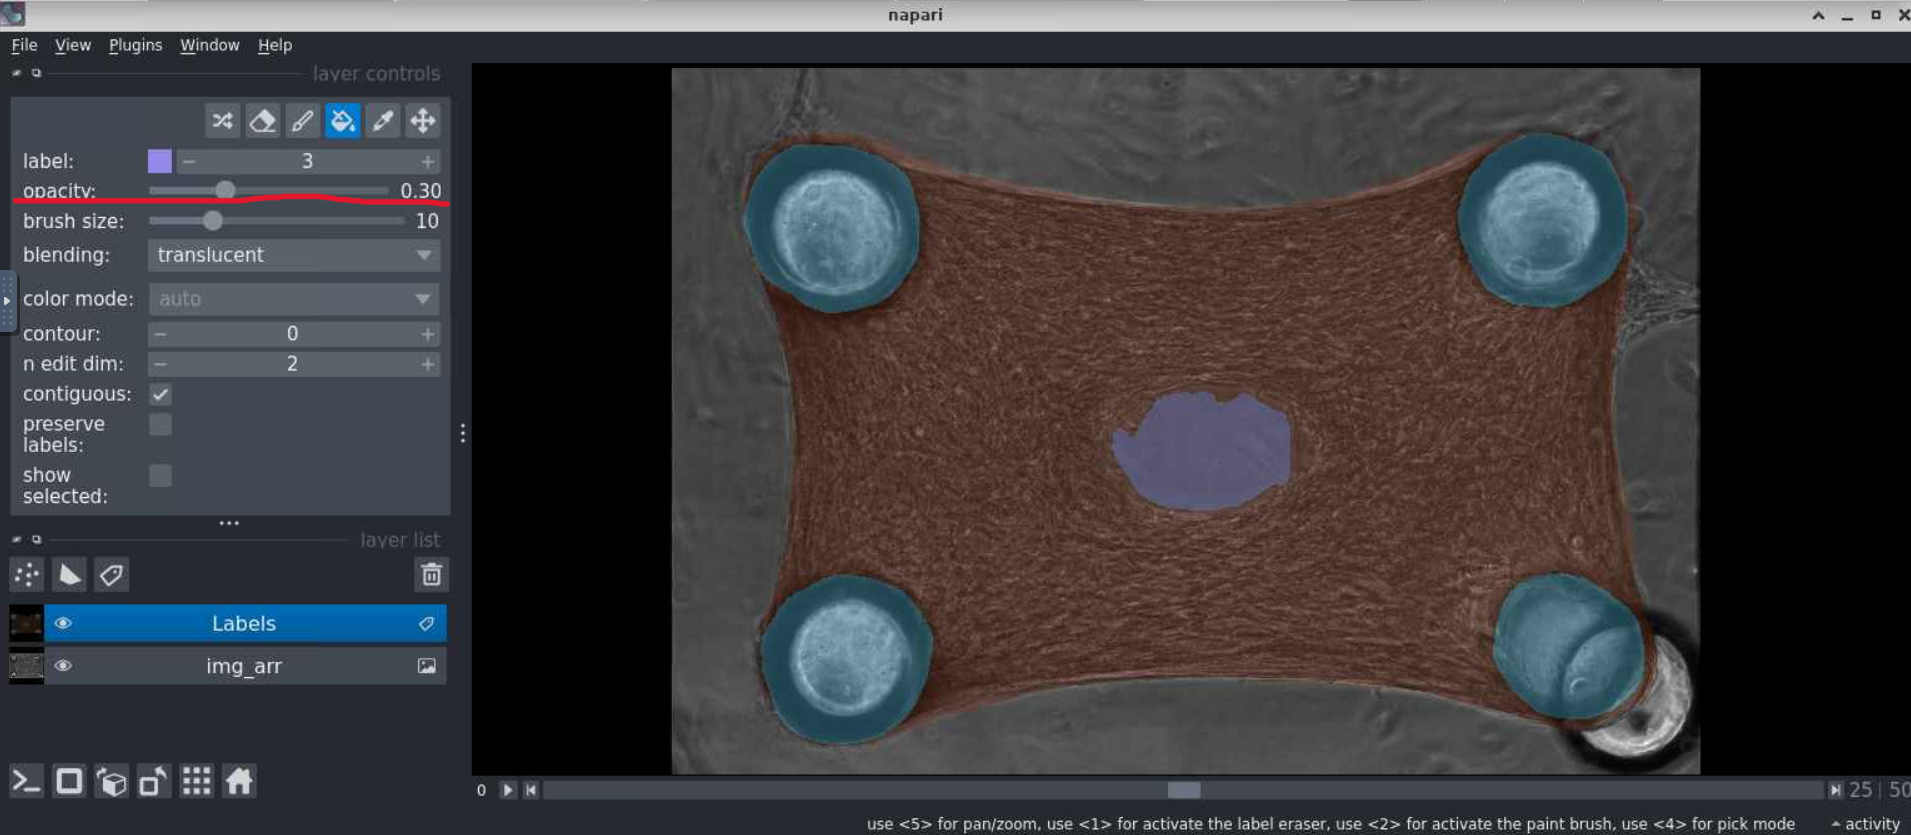 napari
File View Plugins Window Help
layer controls
label: 3
opacity: 0.30
brush size: 10
blending: translucent
color mode: auto
contour: 0
n edit dim: 2
contiguous:
preserve
labels:
show
selected:
layer list
Labels
img_arr
0 25 | 50
use <5> for pan/zoom, use <1> for activate the label eraser, use <2> for activate the paint brush, use <4> for pick mode activity